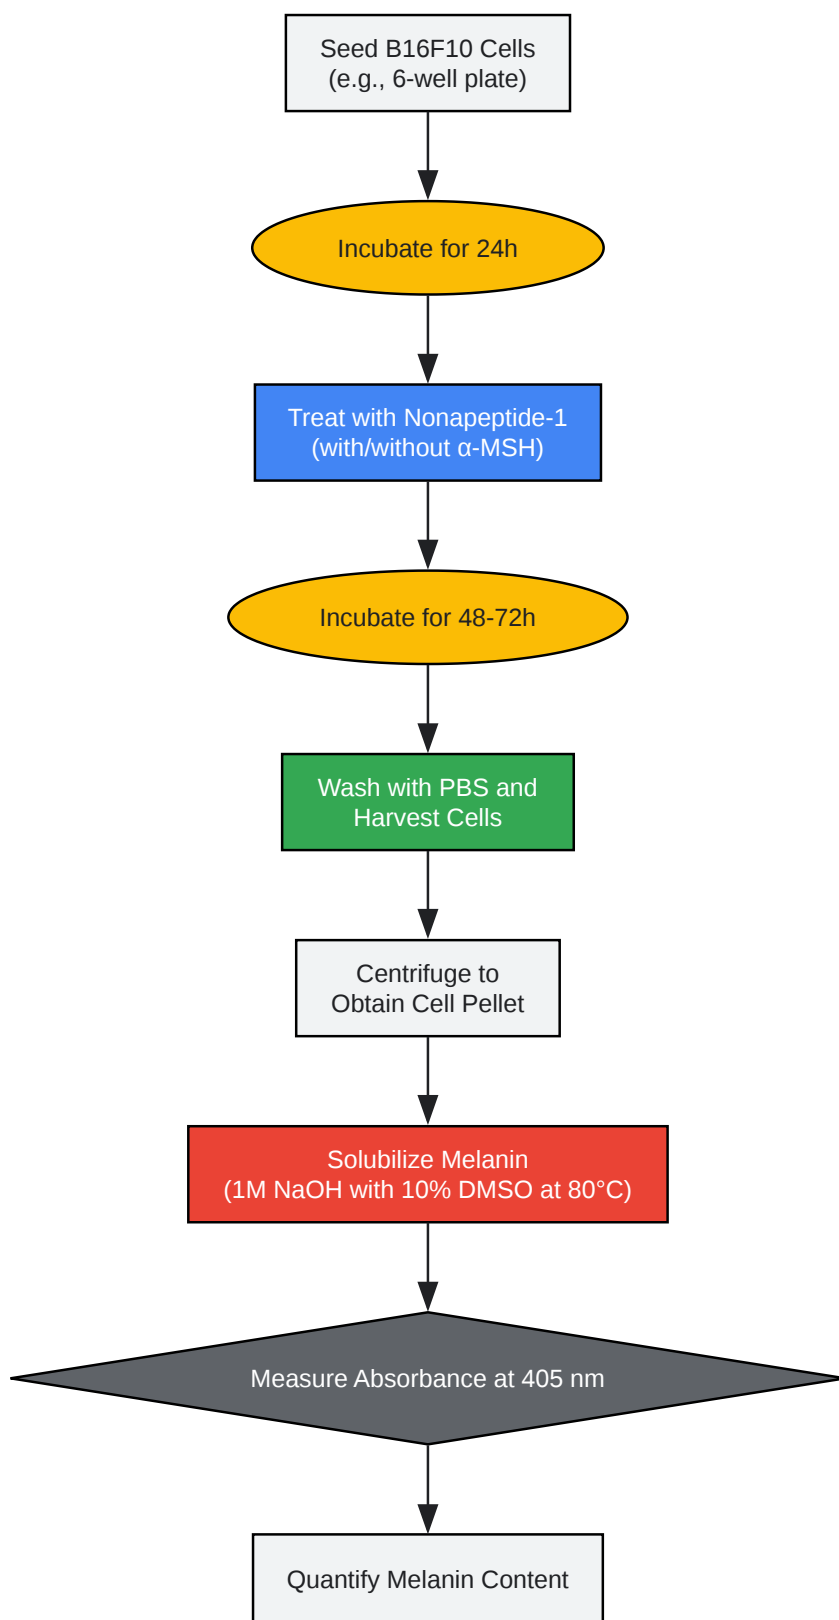 Seed B16F10 Cells
(e.g., 6-well plate)
Incubate for 24h
Treat with Nonapeptide-1
(with/without α-MSH)
Incubate for 48-72h
Wash with PBS and
Harvest Cells
Centrifuge to
Obtain Cell Pellet
Solubilize Melanin
(1M NaOH with 10% DMSO at 80°C)
Measure Absorbance at 405 nm
Quantify Melanin Content